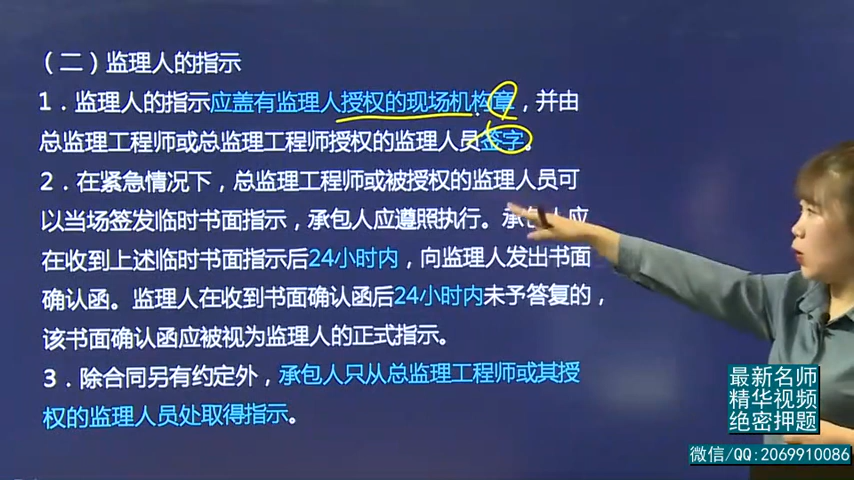 （二）监理人的指示
1．监理人的指示应盖有监理人授权的现场机构章，并由
总监理工程师或总监理工程师授权的监理人员签字。
2．在紧急情况下，总监理工程师或被授权的监理人员可
以当场签发临时书面指示，承包人应遵照执行。承包人应
在收到上述临时书面指示后24小时内，向监理人发出书面
确认函。监理人在收到书面确认函后24小时内未予答复的，
该书面确认函应被视为监理人的正式指示。
3．除合同另有约定外，承包人只从总监理工程师或其授
权的监理人员处取得指示。
最新名师
精华视频
绝密押题
微信/QQ:2069910086